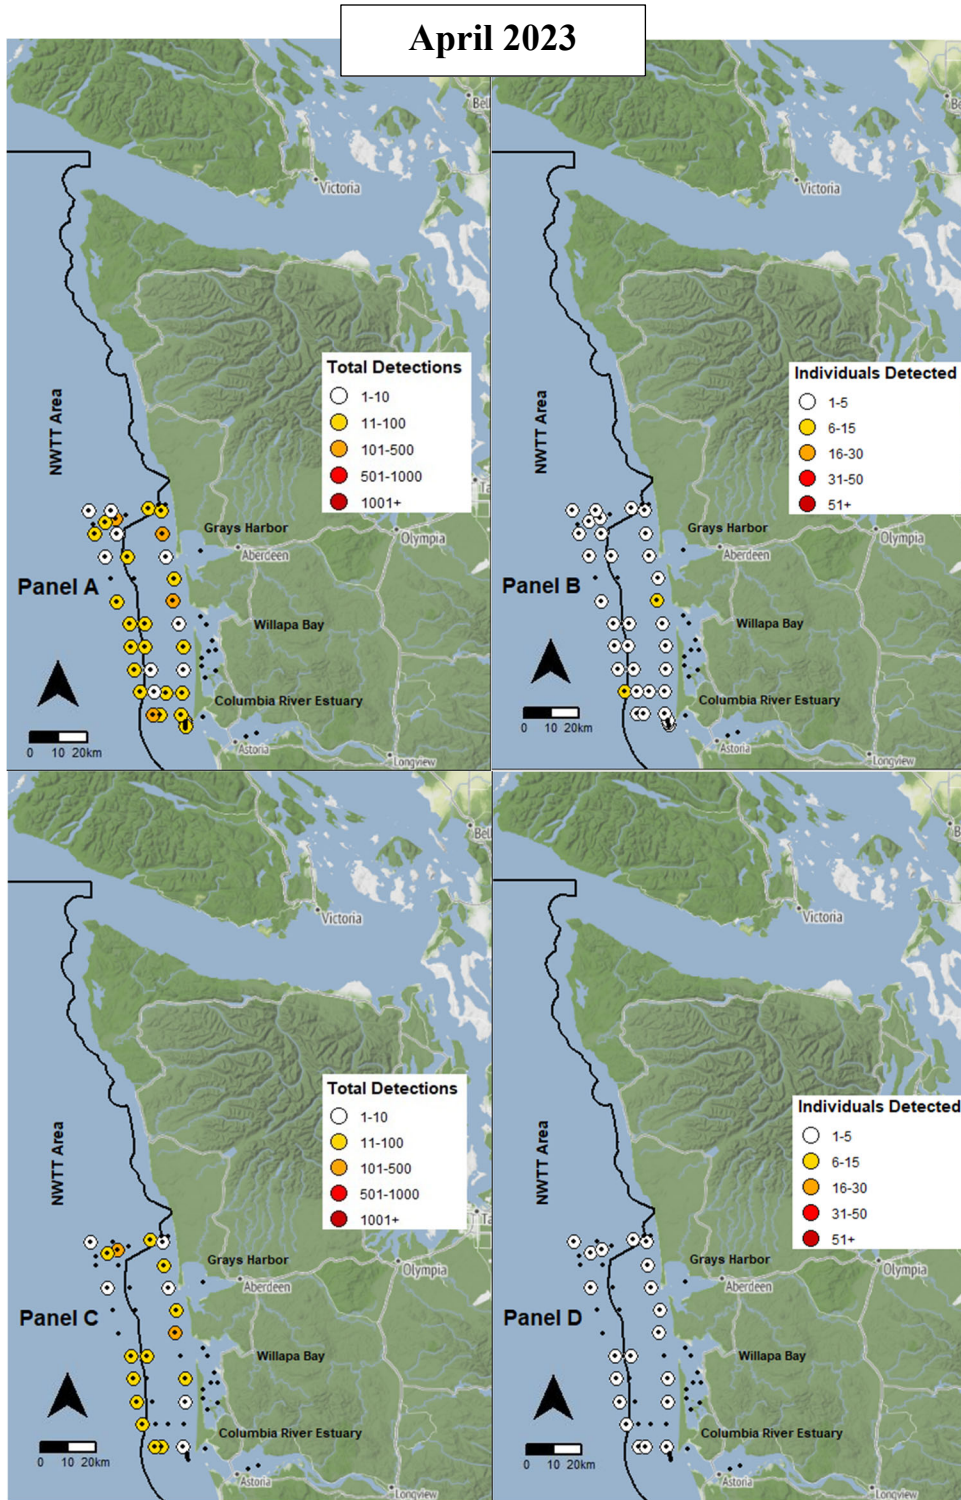 April 2023
Bel
Victoria
NWTT Area
Total Detections
1-10
11-100
101-500
501-1000
1001+
Ta
Grays Harbor
Aberdeen
Olympia
Panel A
Willapa Bay
Columbia River Estuary
0 10 20km
Astoria
Longview
Be
Victoria
NWTT Area
Individuals Detected
1-5
6-15
16-30
31-50
51+
Grays Harbor
Aberdeen
Olympia
Panel B
Willapa Bay
Columbia River Estuary
0 10 20km
Astoria
Longview
Bell
Victoria
NWTT Area
Total Detections
1-10
11-100
101-500
501-1000
1001+
Ta
Grays Harbor
Aberdeen
Olympia
Panel C
Willapa Bay
Columbia River Estuary
0 10 20km
Astoria
Longview
B
Victoria
NWTT Area
Individuals Detected
1-5
6-15
16-30
31-50
51+
Grays Harbor
Aberdeen
Olympia
Panel D
Willapa Bay
Columbia River Estuary
0 10 20km
Astoria
Longview